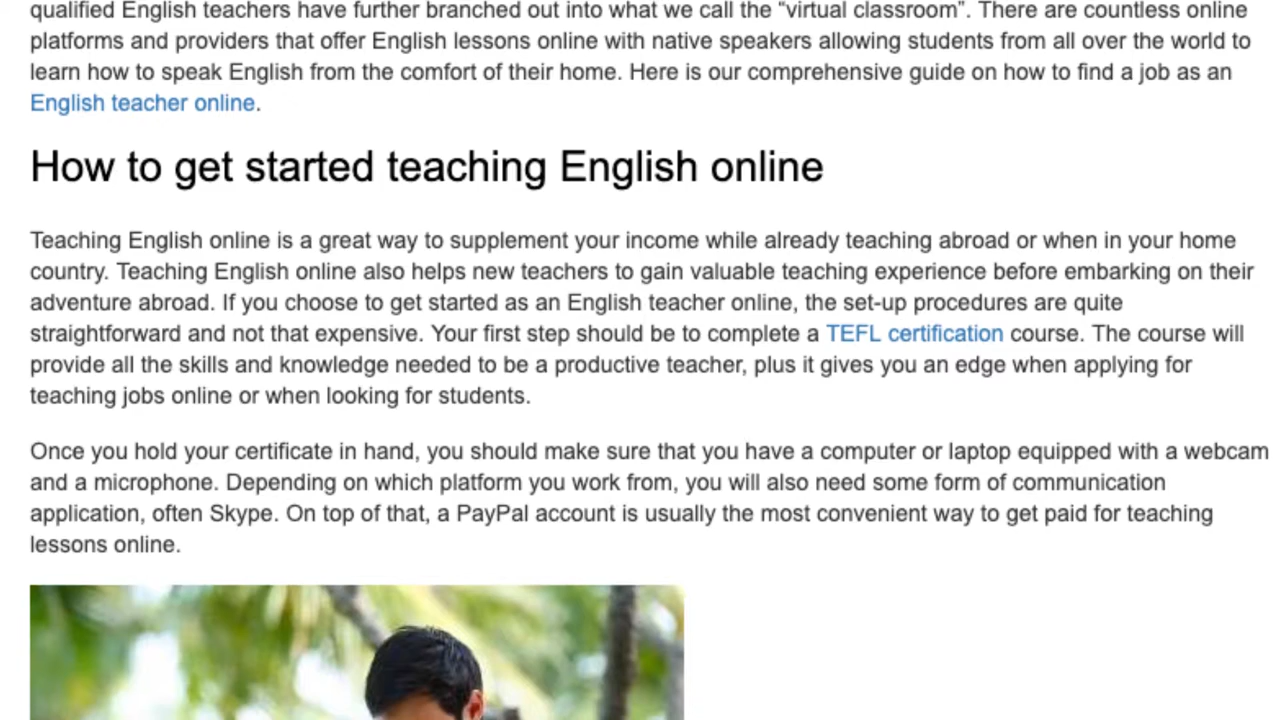 qualified English teachers have further branched out into what we call the “virtual classroom”. There are countless online
platforms and providers that offer English lessons online with native speakers allowing students from all over the world to
learn how to speak English from the comfort of their home. Here is our comprehensive guide on how to find a job as an
English teacher online.
How to get started teaching English online
Teaching English online is a great way to supplement your income while already teaching abroad or when in your home
country. Teaching English online also helps new teachers to gain valuable teaching experience before embarking on their
adventure abroad. If you choose to get started as an English teacher online, the set-up procedures are quite
straightforward and not that expensive. Your first step should be to complete a TEFL certification course. The course will
provide all the skills and knowledge needed to be a productive teacher, plus it gives you an edge when applying for
teaching jobs online or when looking for students.
Once you hold your certificate in hand, you should make sure that you have a computer or laptop equipped with a webcam
and a microphone. Depending on which platform you work from, you will also need some form of communication
application, often Skype. On top of that, a PayPal account is usually the most convenient way to get paid for teaching
lessons online.